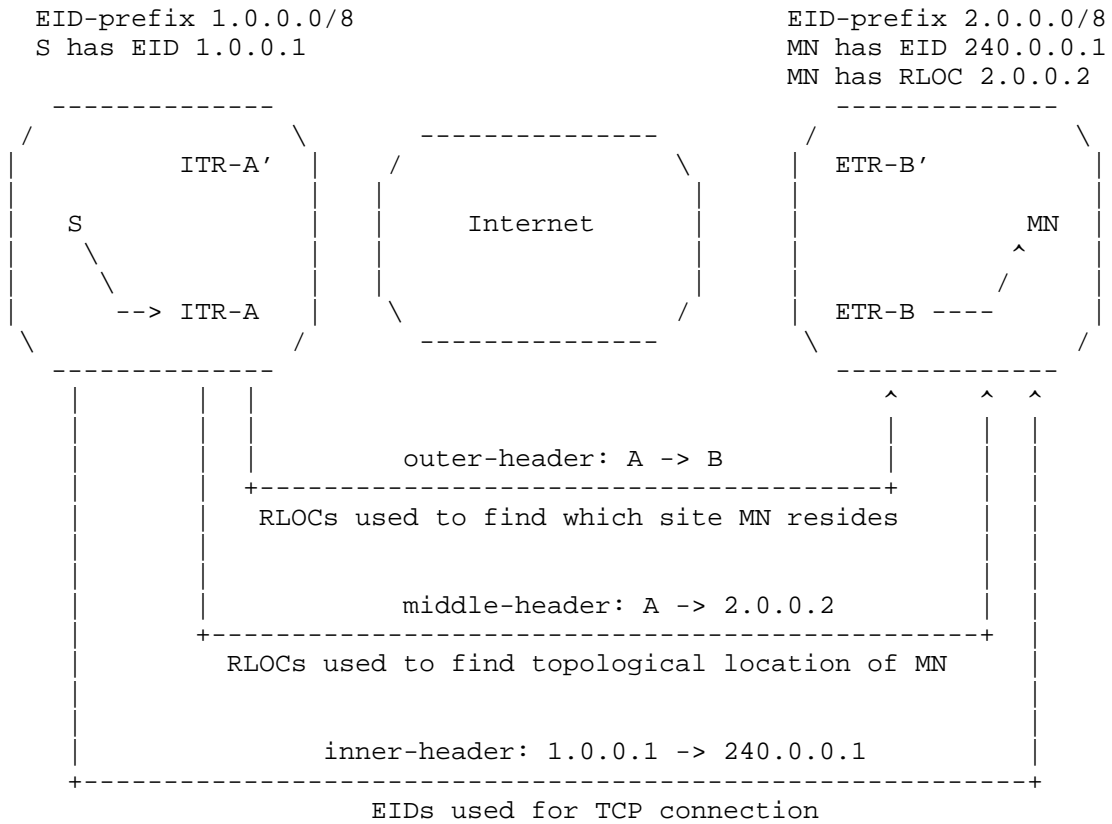 EID-prefix 1.0.0.0/8 EID-prefix 2.0.0.0/8
S has EID 1.0.0.1 MN has EID 240.0.0.1
MN has RLOC 2.0.0.2
ITR-A' ETR-B'
S Internet MN
--> ITR-A ETR-B ----
outer-header: A -> B
RLOCs used to find which site MN resides
middle-header: A -> 2.0.0.2
RLOCs used to find topological location of MN
inner-header: 1.0.0.1 -> 240.0.0.1
EIDs used for TCP connection